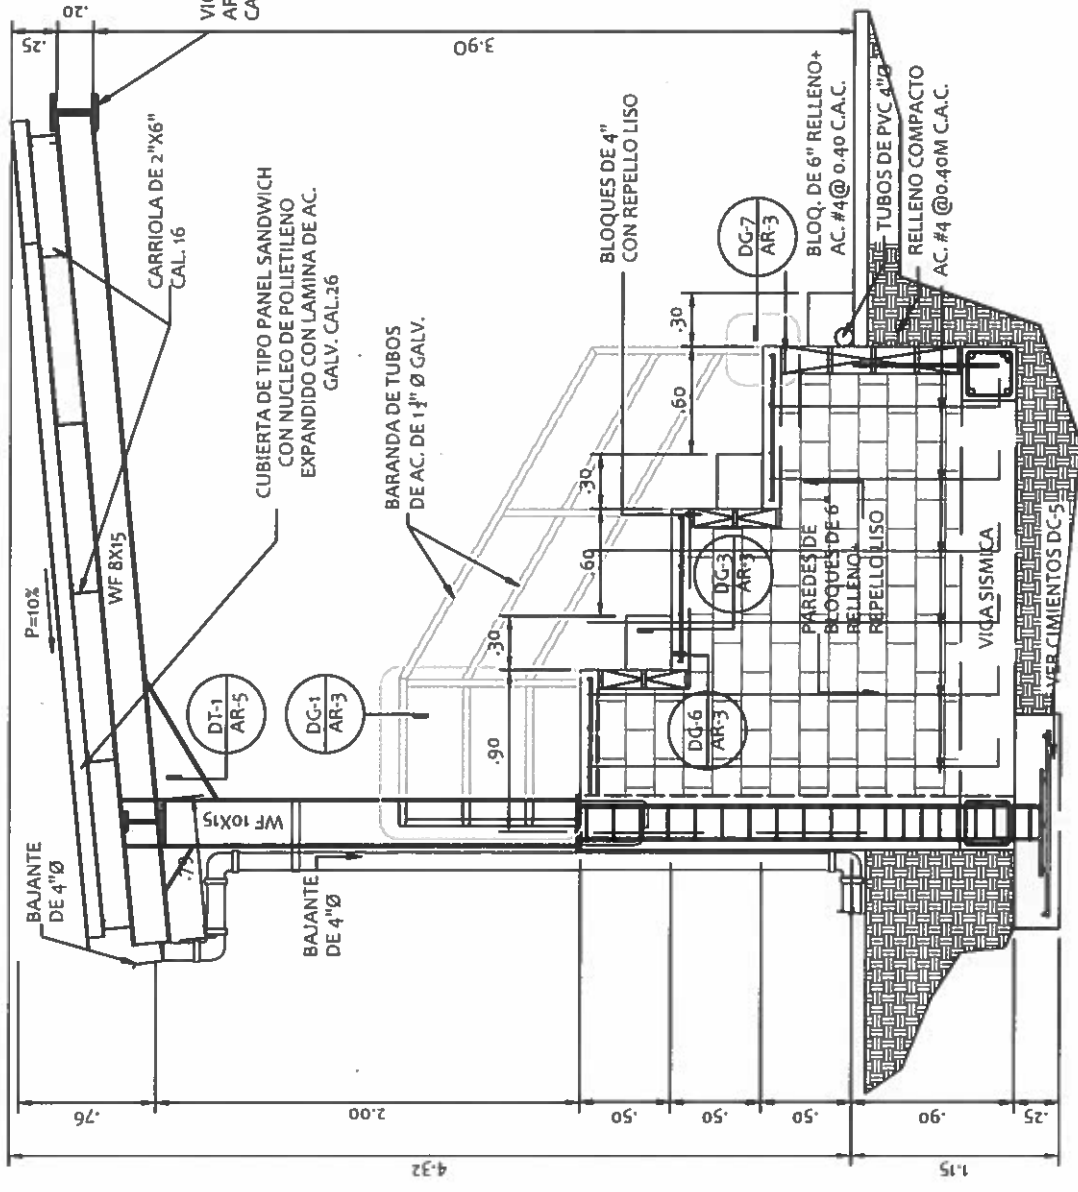 .25
.20
VIG
AR
CA
3.90
CARRIOLA DE 2"X6"
CAL. 16
CUBIERTA DE TIPO PANEL SANDWICH
CON NUCLEO DE POLIETILENO
EXPANDIDO CON LAMINA DE AC.
GALV. CAL.26
P=10%
WF 8X15
BARANDA DE TUBOS
DE AC. DE 1½" Ø GALV.
BLOQUES DE 4"
CON REPELLO LISO
DG-7
AR-3
BLOQ. DE 6" RELLENO+
AC. #4@ 0.40 C.A.C.
TUBOS DE PVC 4"Ø
RELLENO COMPACTO
AC. #4 @0.40M C.A.C.
BAJANTE
DE 4"Ø
DT-1
AR-5
DG-1
AR-3
WF 10X15
BAJANTE
DE 4"Ø
.90
.30
.60
.30
.60
.30
DG-3
AR-3
DG-6
AR-3
PAREDES DE
BLOQUES DE 6"
RELLENO+
REPELLO LISO
VIGA SISMICA
VER CIMIENTOS DC-5
.76
2.00
.50
.50
.50
.90
.25
4.32
1.15